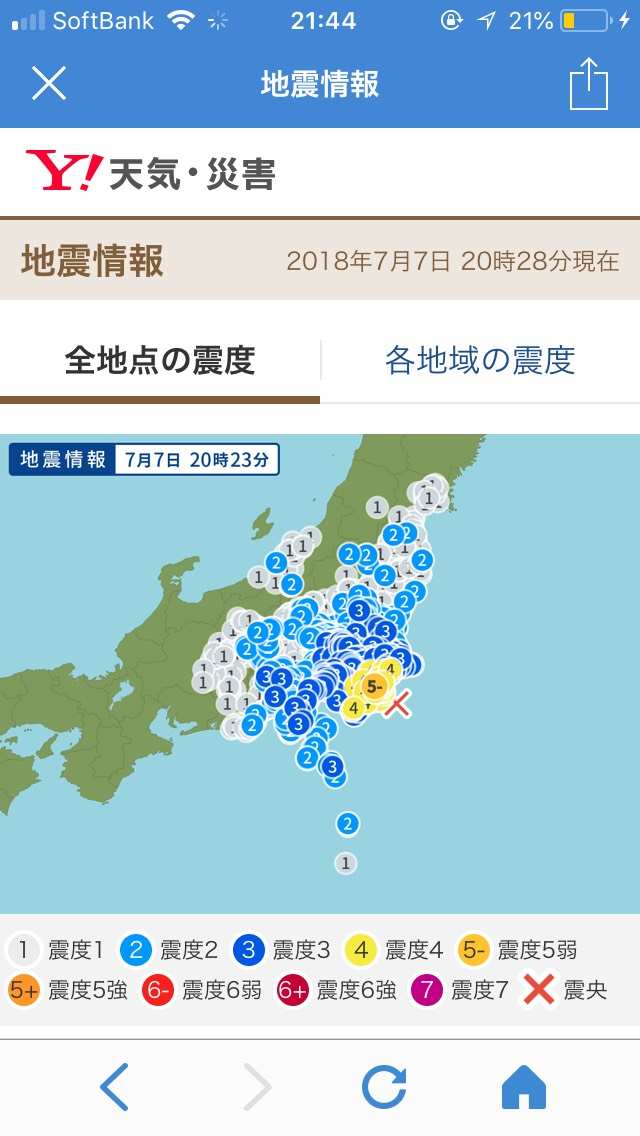 SoftBank 21:44 21%
地震情報
Y! 天気・災害
地震情報 2018年7月7日 20時28分現在
全地点の震度 各地域の震度
地震情報 7月7日 20時23分
1 震度1 2 震度2 3 震度3 4 震度4 5- 震度5弱
5+ 震度5強 6- 震度6弱 6+ 震度6強 7 震度7 震央